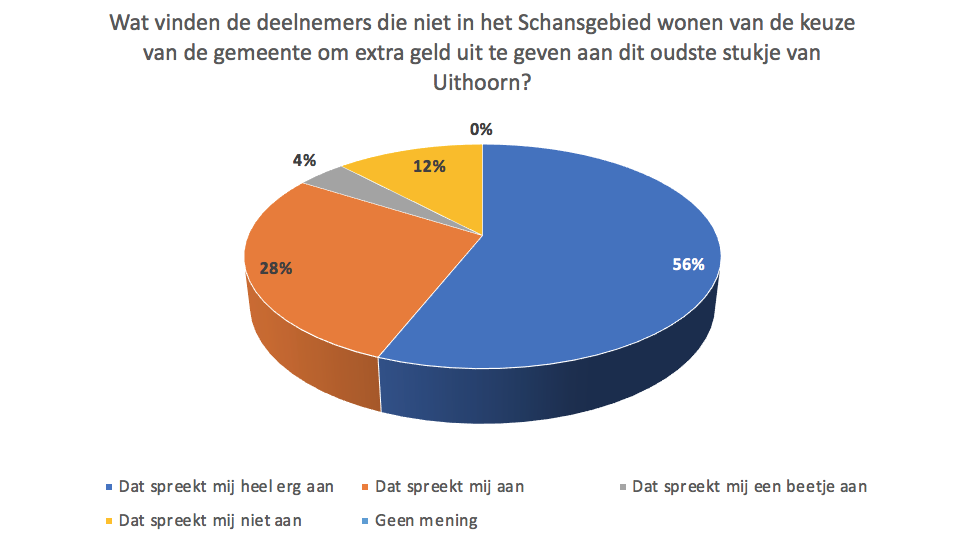 Wat vinden de deelnemers die niet in het Schansgebied wonen van de keuze
van de gemeente om extra geld uit te geven aan dit oudste stukje van
Uithoorn?
0%
4%
12%
28%
56%
Dat spreekt mij heel erg aan
Dat spreekt mij aan
Dat spreekt mij een beetje aan
Dat spreekt mij niet aan
Geen mening